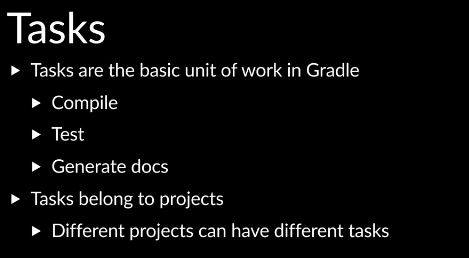 Tasks
Tasks are the basic unit of work in Gradle
Compile
Test
Generate docs
Tasks belong to projects
Different projects can have different tasks